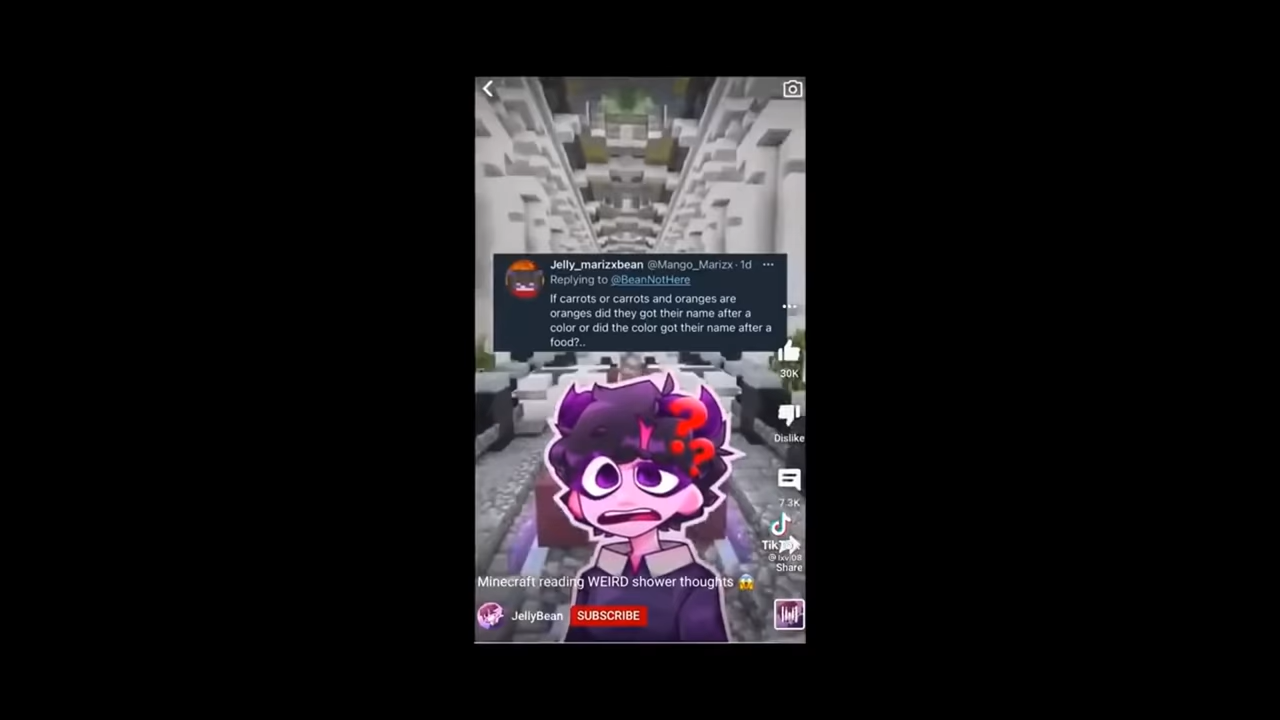 Jelly_marizxbean @Mango_Marizx · 1d ...
Replying to @BeanNotHere
If carrots or carrots and oranges are
oranges did they got their name after a
color or did the color got their name after a
food?..
??
30K
Dislike
7.3K
TikTok
Share
Minecraft reading WEIRD shower thoughts 😱
JellyBean SUBSCRIBE